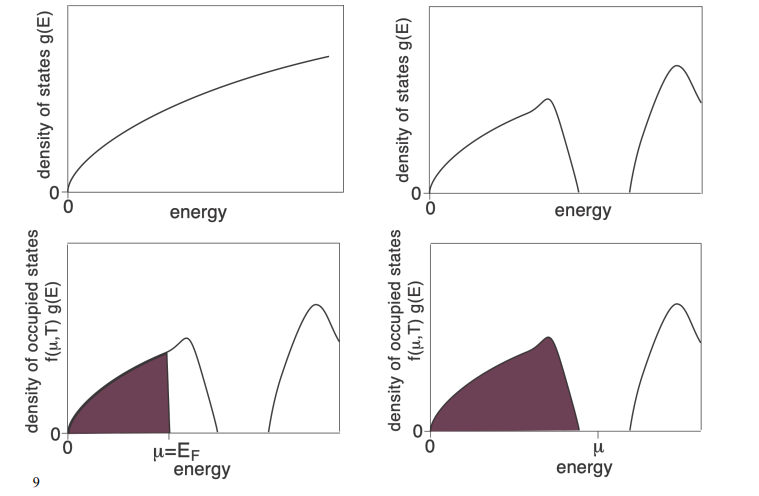 density of states g(E)
0
0
energy
density of states g(E)
0
0
energy
density of occupied states
f(μ,T) g(E)
0
0
μ=EF
energy
density of occupied states
f(μ,T) g(E)
0
0
μ
energy
9